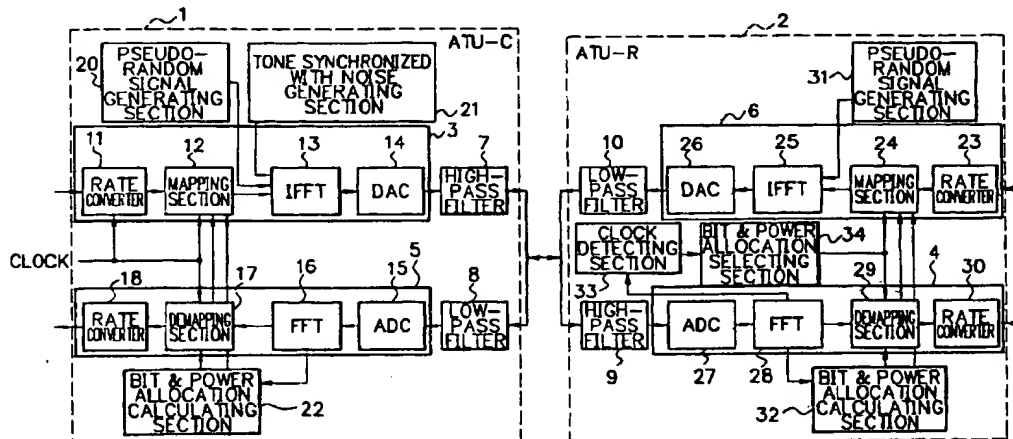 1
2
ATU-C
ATU-R
20
PSEUDO-
RANDOM
SIGNAL
GENERATING
SECTION
TONE SYNCHRONIZED
WITH NOISE
GENERATING
SECTION
21
31
PSEUDO-
RANDOM
SIGNAL
GENERATING
SECTION
3
6
11
12
13
14
7
10
26
25
24
23
RATE
CONVERTER
MAPPING
SECTION
IFFT
DAC
HIGH-
PASS
FILTER
LOW-
PASS
FILTER
DAC
IFFT
MAPPING
SECTION
RATE
CONVERTER
CLOCK
CLOCK
DETECTING
SECTION
33
BIT & POWER
ALLOCATION
SELECTING
SECTION
34
18
17
16
15
5
8
29
4
30
RATE
CONVERTER
DEMAPPING
SECTION
FFT
ADC
LOW-
PASS
FILTER
HIGH-
PASS
FILTER
9
ADC
27
FFT
28
DEMAPPING
SECTION
RATE
CONVERTER
BIT & POWER
ALLOCATION
CALCULATING
SECTION
22
32
BIT & POWER
ALLOCATION
CALCULATING
SECTION